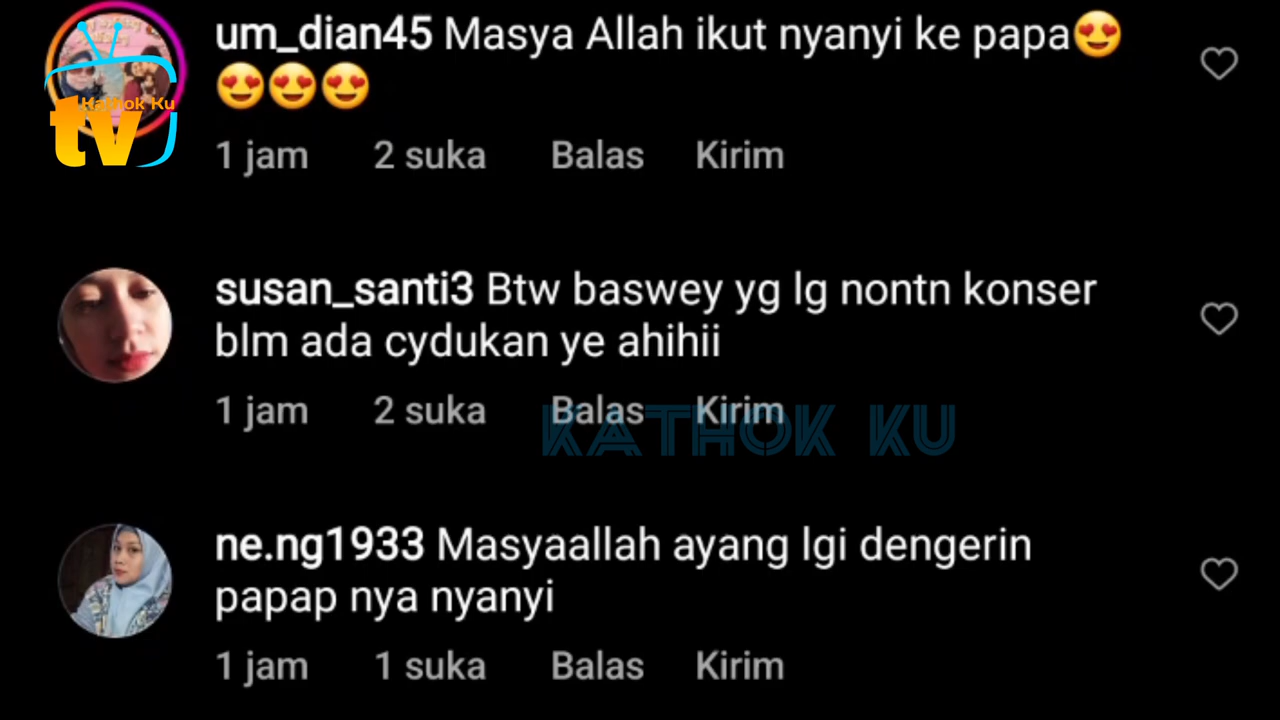 um_dian45 Masya Allah ikut nyanyi ke papa😍
😍😍😍
1 jam 2 suka Balas Kirim
Kathok Ku
tv
susan_santi3 Btw baswey yg lg nontn konser
blm ada cydukan ye ahihii
1 jam 2 suka Balas Kirim
KATHOK KU
ne.ng1933 Masyaallah ayang lgi dengerin
papap nya nyanyi
1 jam 1 suka Balas Kirim